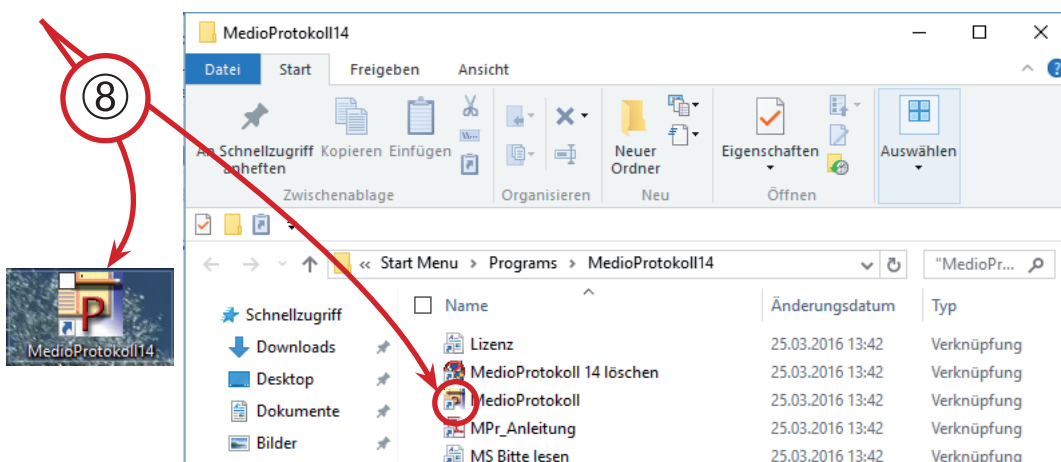 MedioProtokoll14
Datei Start Freigeben Ansicht
⑧
An Schnellzugriff anheften
Kopieren
Einfügen
Neuer Ordner
Eigenschaften
Auswählen
Zwischenablage Organisieren Neu Öffnen
« Start Menu > Programs > MedioProtokoll14
"MedioPr...
Name Änderungsdatum Typ
Schnellzugriff
Downloads
Desktop
Dokumente
Bilder
Lizenz 25.03.2016 13:42 Verknüpfung
MedioProtokoll 14 löschen 25.03.2016 13:42 Verknüpfung
MedioProtokoll 25.03.2016 13:42 Verknüpfung
MPr_Anleitung 25.03.2016 13:42 Verknüpfung
MS Bitte lesen 25.03.2016 13:42 Verknüpfung
P
MedioProtokoll14